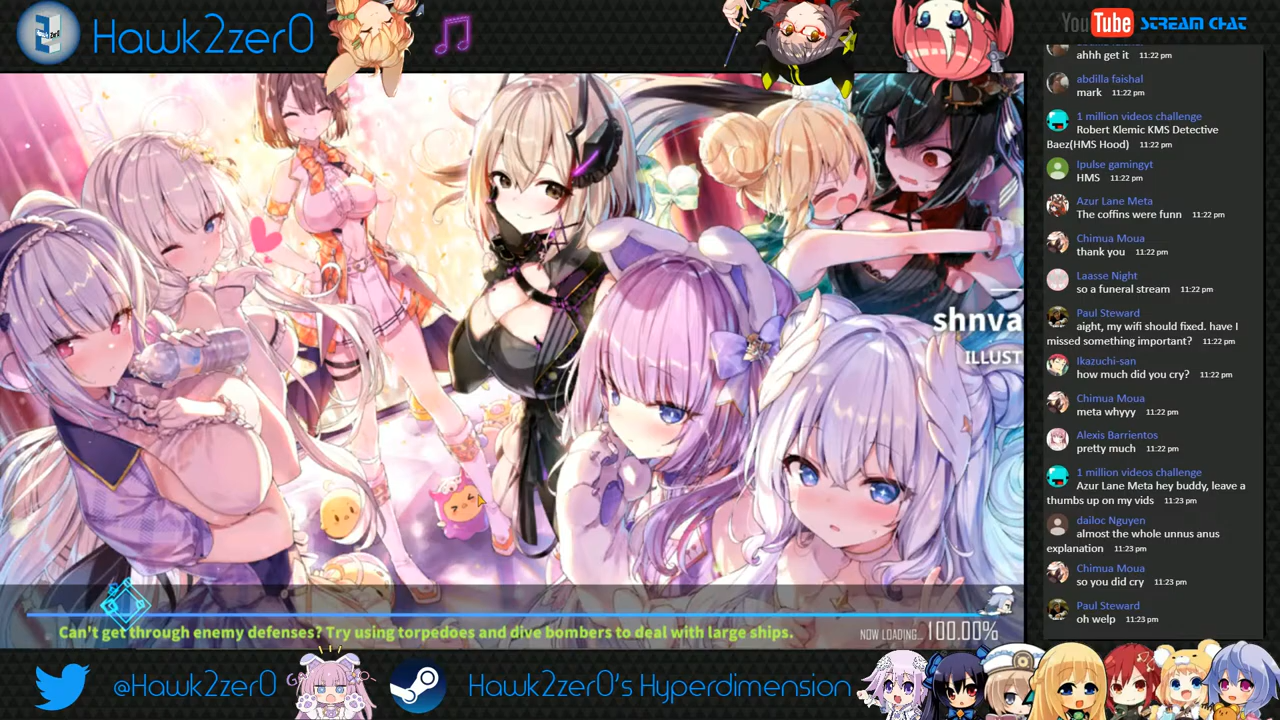 Hawk2zer0
You Tube STREAM CHAT
ahhh get it 11:22 pm
abdilla faishal
mark 11:22 pm
1 million videos challenge
Robert Klemic KMS Detective
Baez(HMS Hood) 11:22 pm
Ipulse gamingyt
HMS 11:22 pm
Azur Lane Meta
The coffins were funn 11:22 pm
Chimua Moua
thank you 11:22 pm
Laasse Night
so a funeral stream 11:22 pm
Paul Steward
aight, my wifi should fixed. have I
missed something important? 11:22 pm
Ikazuchi-san
how much did you cry? 11:22 pm
Chimua Moua
meta whyyy 11:22 pm
Alexis Barrientos
pretty much 11:22 pm
1 million videos challenge
Azur Lane Meta hey buddy, leave a
thumbs up on my vids 11:23 pm
dailoc Nguyen
almost the whole unnus anus
explanation 11:23 pm
Chimua Moua
so you did cry 11:23 pm
Paul Steward
oh welp 11:23 pm
shnva
ILLUST
Can't get through enemy defenses? Try using torpedoes and dive bombers to deal with large ships.
NOW LOADING... 100.00%
@Hawk2zer0
Hawk2zer0's Hyperdimension